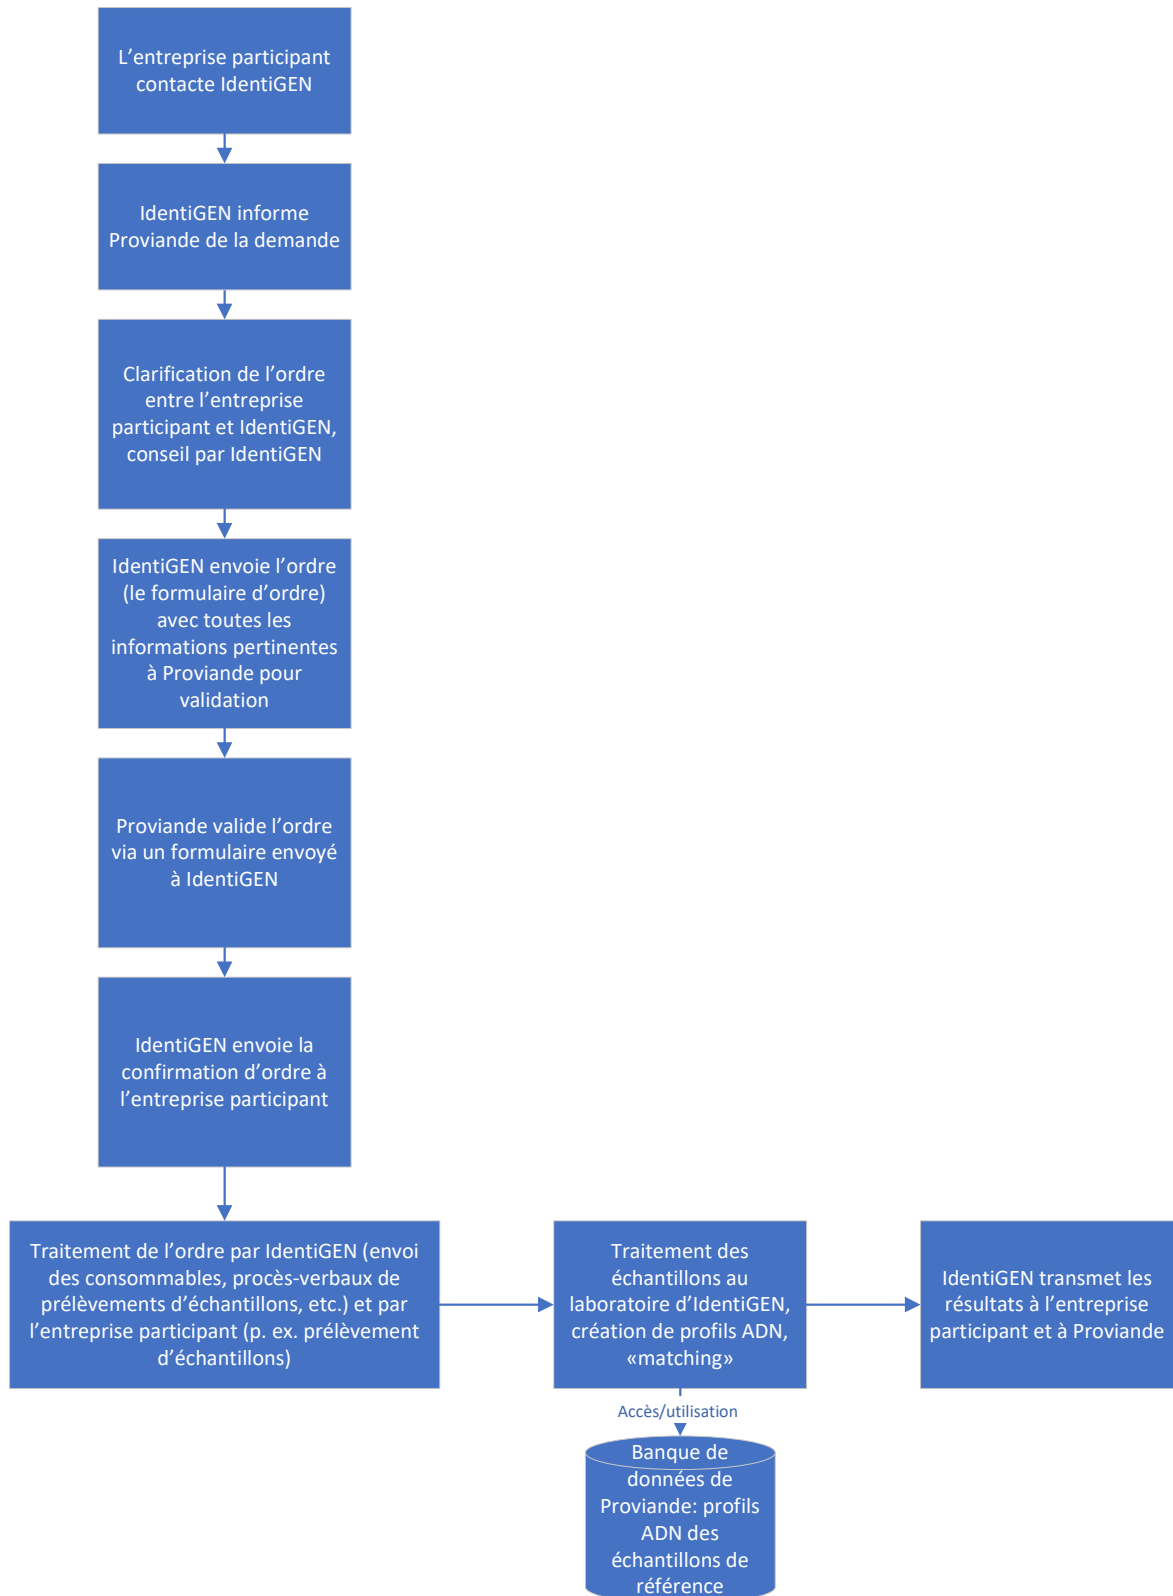 L’entreprise participant
contacte IdentiGEN
IdentiGEN informe
Proviande de la demande
Clarification de l’ordre
entre l’entreprise
participant et IdentiGEN,
conseil par IdentiGEN
IdentiGEN envoie l’ordre
(le formulaire d’ordre)
avec toutes les
informations pertinentes
à Proviande pour
validation
Proviande valide l’ordre
via un formulaire envoyé
à IdentiGEN
IdentiGEN envoie la
confirmation d’ordre à
l’entreprise participant
Traitement de l’ordre par IdentiGEN (envoi
des consommables, procès-verbaux de
prélèvements d’échantillons, etc.) et par
l’entreprise participant (p. ex. prélèvement
d’échantillons)
Traitement des
échantillons au
laboratoire d’IdentiGEN,
création de profils ADN,
«matching»
IdentiGEN transmet les
résultats à l’entreprise
participant et à Proviande
Accès/utilisation
Banque de
données de
Proviande: profils
ADN des
échantillons de
référence